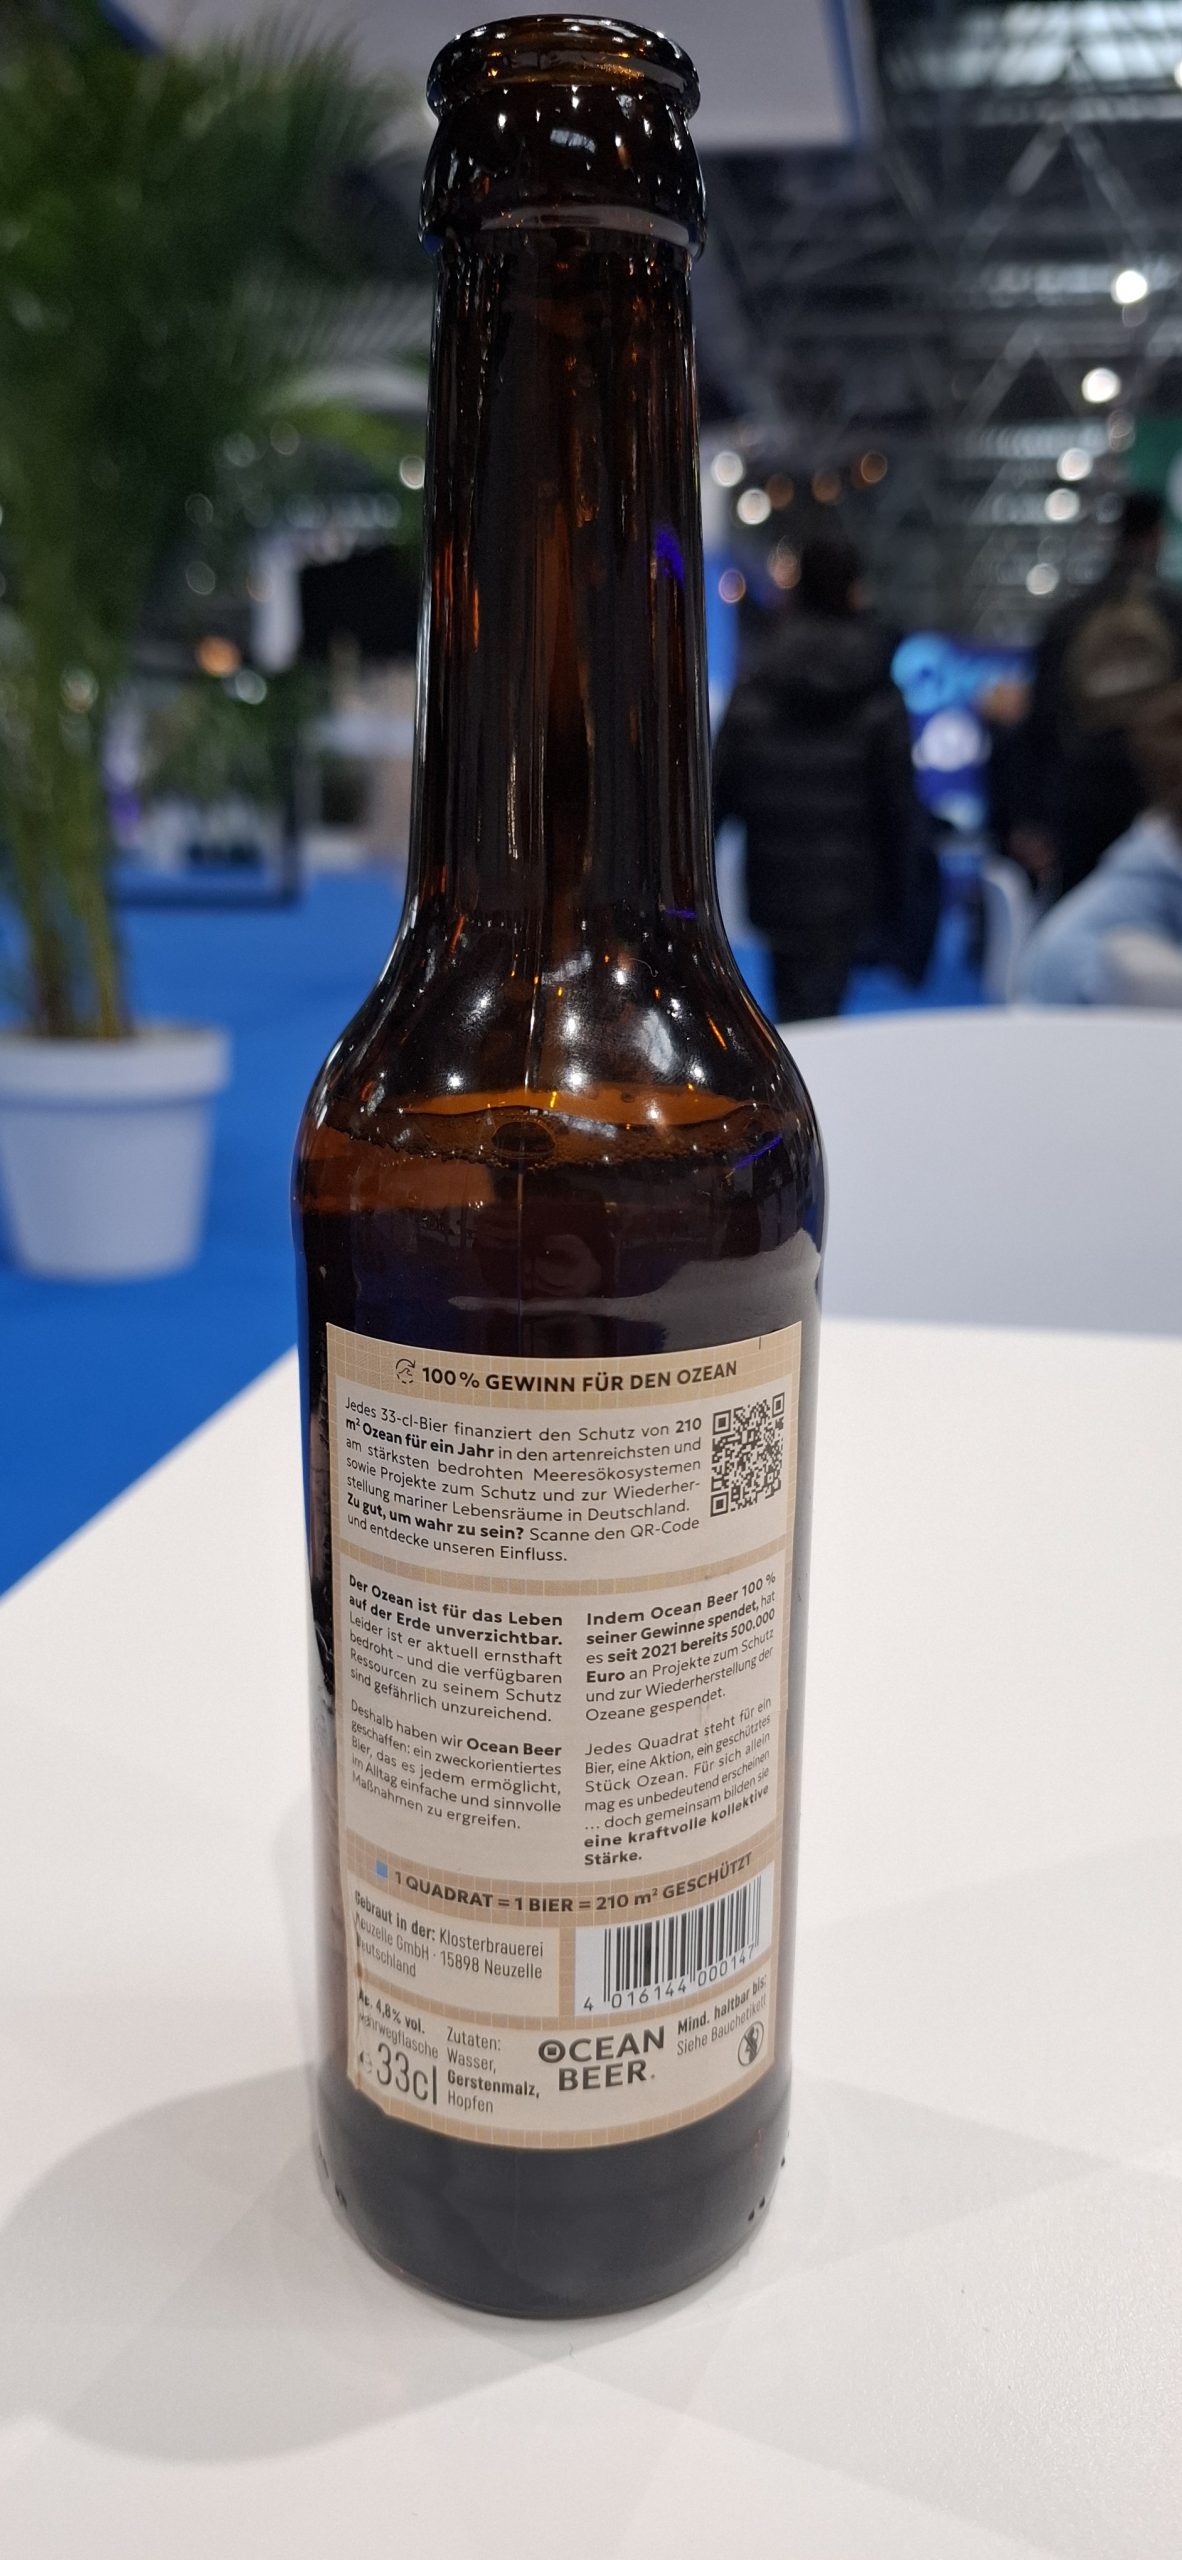 100% GEWINN FÜR DEN OZEAN
Jedes 33-cl-Bier finanziert den Schutz von 210
m² Ozean für ein Jahr in den artenreichsten und
am stärksten bedrohten Meeresökosystemen
sowie Projekte zum Schutz und zur Wiederher-
stellung mariner Lebensräume in Deutschland.
Zu gut, um wahr zu sein? Scanne den QR-Code
und entdecke unseren Einfluss.
Der Ozean ist für das Leben
auf der Erde unverzichtbar.
Leider ist er aktuell ernsthaft
bedroht – und die verfügbaren
Ressourcen zu seinem Schutz
sind gefährlich unzureichend.
Deshalb haben wir Ocean Beer
geschaffen: ein zweckorientiertes
Bier, das es jedem ermöglicht,
im Alltag einfache und sinnvolle
Maßnahmen zu ergreifen.
Indem Ocean Beer 100 %
seiner Gewinne spendet, hat
es seit 2021 bereits 500.000
Euro an Projekte zum Schutz
und zur Wiederherstellung der
Ozeane gespendet.
Jedes Quadrat steht für ein
Bier, eine Aktion, ein geschütztes
Stück Ozean. Für sich allein
mag es unbedeutend erscheinen
... doch gemeinsam bilden sie
eine kraftvolle kollektive
Stärke.
1 QUADRAT = 1 BIER = 210 m² GESCHÜTZT
Gebraut in der: Klosterbrauerei
Neuzelle GmbH · 15898 Neuzelle
Deutschland
4 016144 000147
Ac. 4,8% vol.
Mehrwegflasche
33cl
Zutaten:
Wasser,
Gerstenmalz,
Hopfen
OCEAN
BEER.
Mind. haltbar bis:
Siehe Bauchetikett